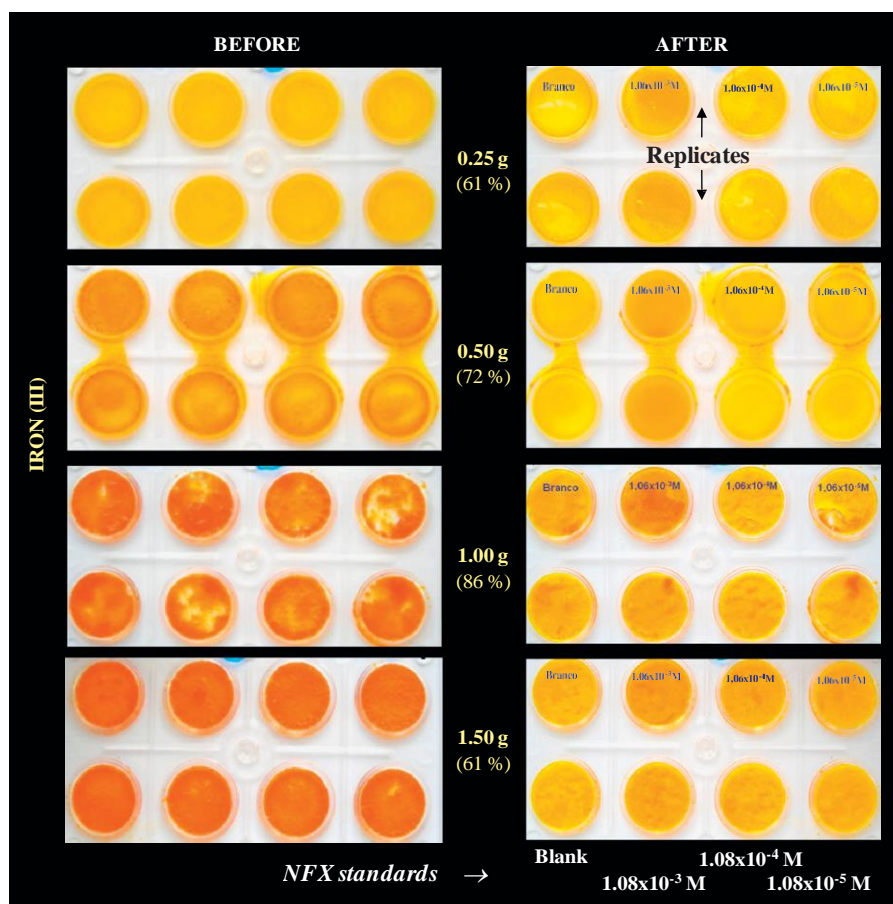 BEFORE
AFTER
IRON (III)
0.25 g
(61 %)
Branco
1,06x10⁻³M
1,06x10⁻⁴M
1,06x10⁻⁵M
Replicates
0.50 g
(72 %)
Branco
1,06x10⁻³M
1,06x10⁻⁴M
1,06x10⁻⁵M
1.00 g
(86 %)
Branco
1,06x10⁻³M
1,06x10⁻⁴M
1,06x10⁻⁵M
1.50 g
(61 %)
Branco
1,06x10⁻³M
1,06x10⁻⁴M
1,06x10⁻⁵M
NFX standards →
Blank
1.08x10⁻³ M
1.08x10⁻⁴ M
1.08x10⁻⁵ M